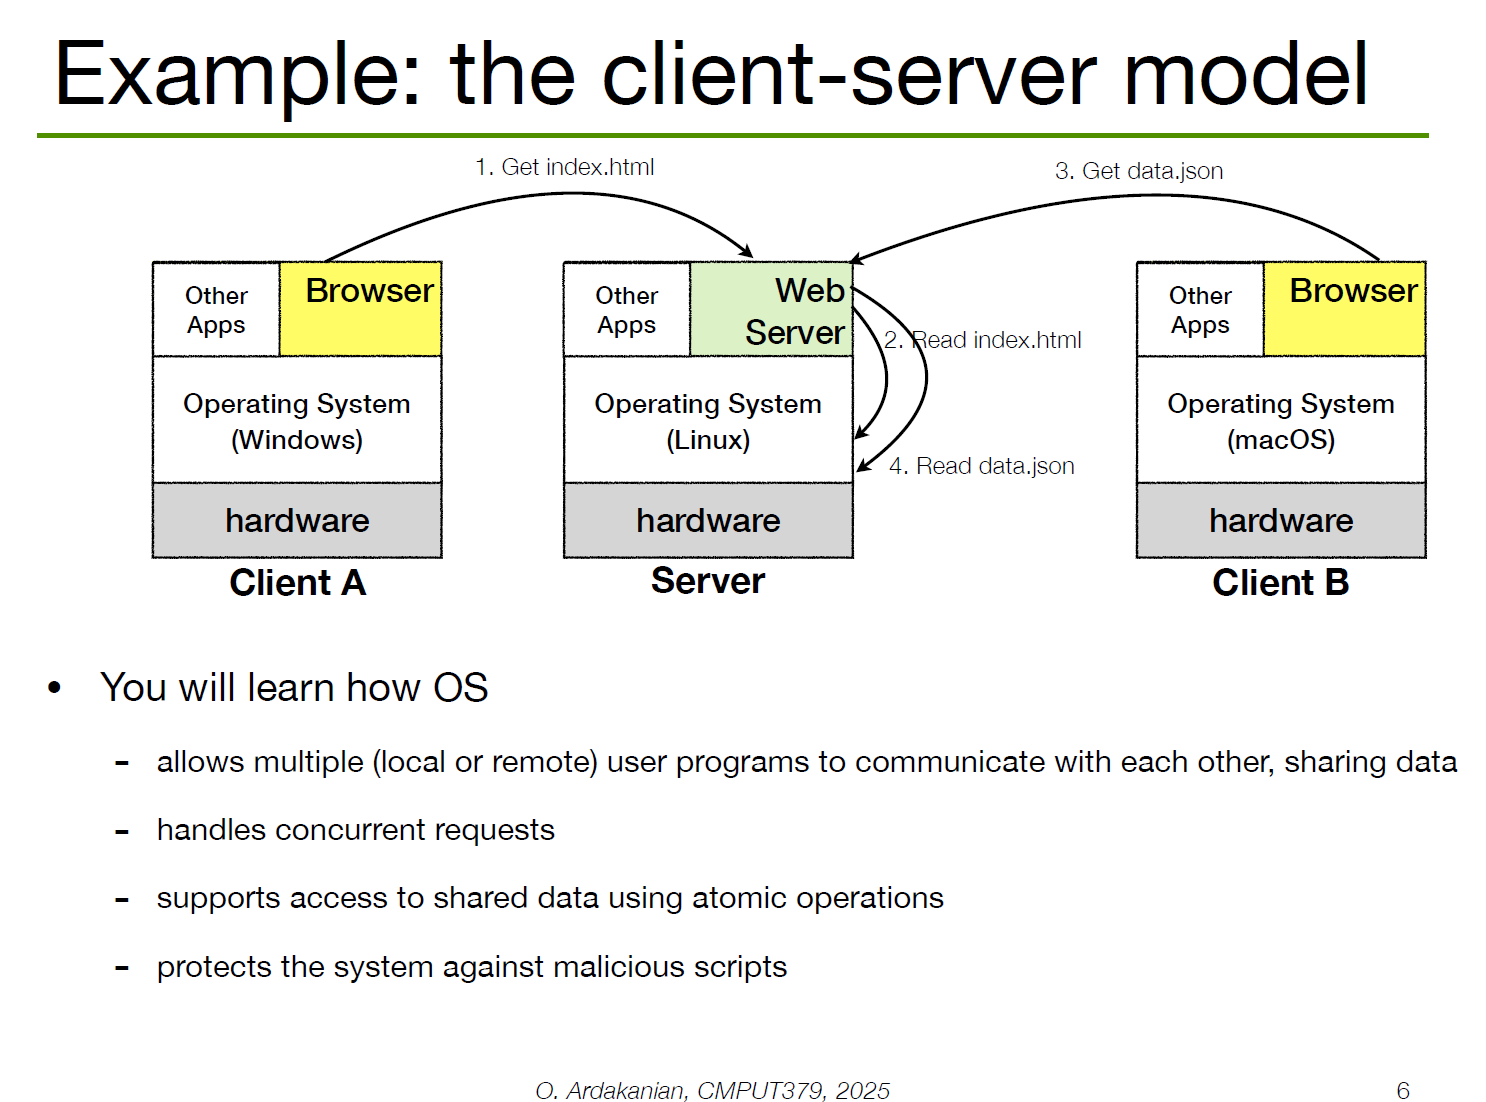 Example: the client-server model
1. Get index.html
3. Get data.json
Other
Apps
Browser
Operating System
(Windows)
hardware
Client A
Other
Apps
Web
Server
2. Read index.html
Operating System
(Linux)
4. Read data.json
hardware
Server
Other
Apps
Browser
Operating System
(macOS)
hardware
Client B
• You will learn how OS
- allows multiple (local or remote) user programs to communicate with each other, sharing data
- handles concurrent requests
- supports access to shared data using atomic operations
- protects the system against malicious scripts
O. Ardakanian, CMPUT379, 2025
6